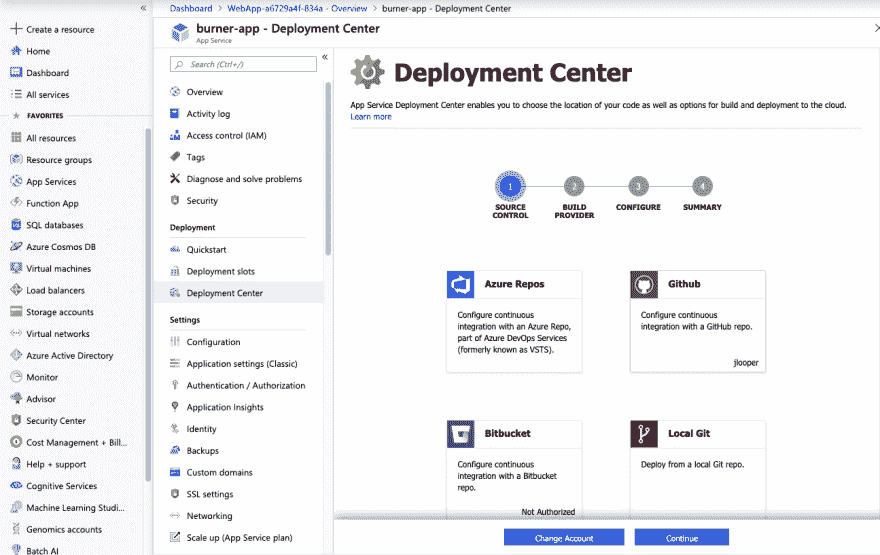 Dashboard > WebApp-a6729a4f-834a - Overview > burner-app - Deployment Center
«
Create a resource
Home
Dashboard
All services
FAVORITES
All resources
Resource groups
App Services
Function App
SQL databases
Azure Cosmos DB
Virtual machines
Load balancers
Storage accounts
Virtual networks
Azure Active Directory
Monitor
Advisor
Security Center
Cost Management + Bill...
Help + support
Cognitive Services
Machine Learning Studi...
Genomics accounts
Batch AI
burner-app - Deployment Center
App Service
Search (Ctrl+/)
«
Overview
Activity log
Access control (IAM)
Tags
Diagnose and solve problems
Security
Deployment
Quickstart
Deployment slots
Deployment Center
Settings
Configuration
Application settings (Classic)
Authentication / Authorization
Application Insights
Identity
Backups
Custom domains
SSL settings
Networking
Scale up (App Service plan)
Deployment Center
App Service Deployment Center enables you to choose the location of your code as well as options for build and deployment to the cloud.
Learn more
1 2 3 4
SOURCE CONTROL
BUILD PROVIDER
CONFIGURE
SUMMARY
Azure Repos
Configure continuous
integration with an Azure Repo,
part of Azure DevOps Services
(formerly known as VSTS).
Github
Configure continuous
integration with a GitHub repo.
jlooper
Bitbucket
Configure continuous
integration with a Bitbucket
repo.
Not Authorized
Local Git
Deploy from a local Git repo.
Change Account
Continue